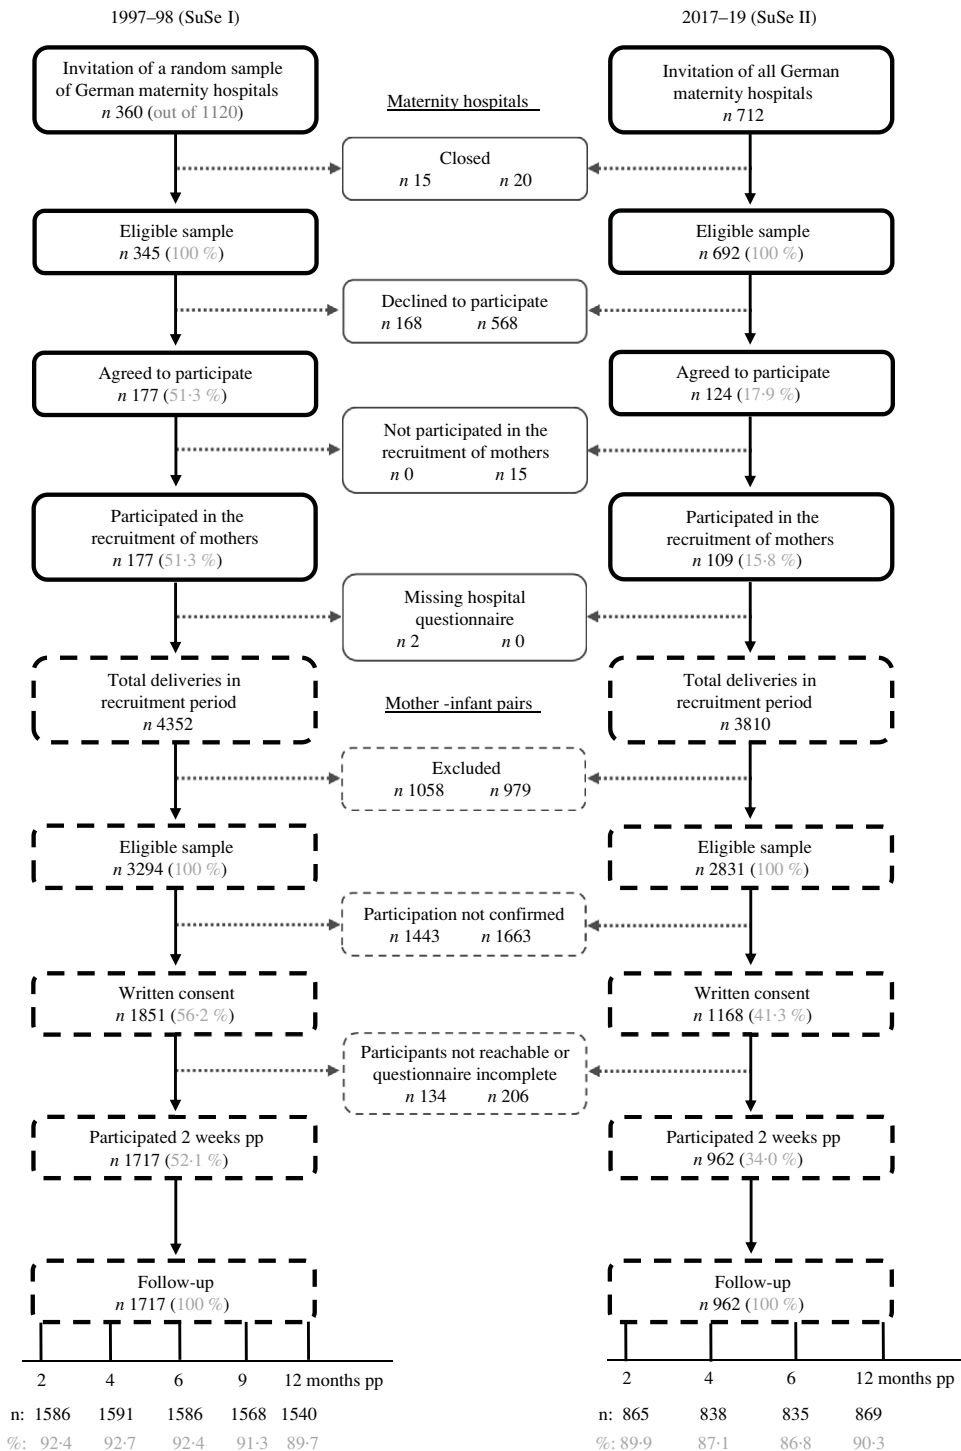 1997–98 (SuSe I)
2017–19 (SuSe II)
Invitation of a random sample
of German maternity hospitals
n 360 (out of 1120)
Maternity hospitals
Invitation of all German
maternity hospitals
n 712
Closed
n 15 n 20
Eligible sample
n 345 (100 %)
Eligible sample
n 692 (100 %)
Declined to participate
n 168 n 568
Agreed to participate
n 177 (51·3 %)
Agreed to participate
n 124 (17·9 %)
Not participated in the
recruitment of mothers
n 0 n 15
Participated in the
recruitment of mothers
n 177 (51·3 %)
Participated in the
recruitment of mothers
n 109 (15·8 %)
Missing hospital
questionnaire
n 2 n 0
Total deliveries in
recruitment period
n 4352
Mother -infant pairs
Total deliveries in
recruitment period
n 3810
Excluded
n 1058 n 979
Eligible sample
n 3294 (100 %)
Eligible sample
n 2831 (100 %)
Participation not confirmed
n 1443 n 1663
Written consent
n 1851 (56·2 %)
Written consent
n 1168 (41·3 %)
Participants not reachable or
questionnaire incomplete
n 134 n 206
Participated 2 weeks pp
n 1717 (52·1 %)
Participated 2 weeks pp
n 962 (34·0 %)
Follow-up
n 1717 (100 %)
Follow-up
n 962 (100 %)
2 4 6 9 12 months pp
n: 1586 1591 1586 1568 1540
%: 92·4 92·7 92·4 91·3 89·7
2 4 6 12 months pp
n: 865 838 835 869
%: 89·9 87·1 86·8 90·3